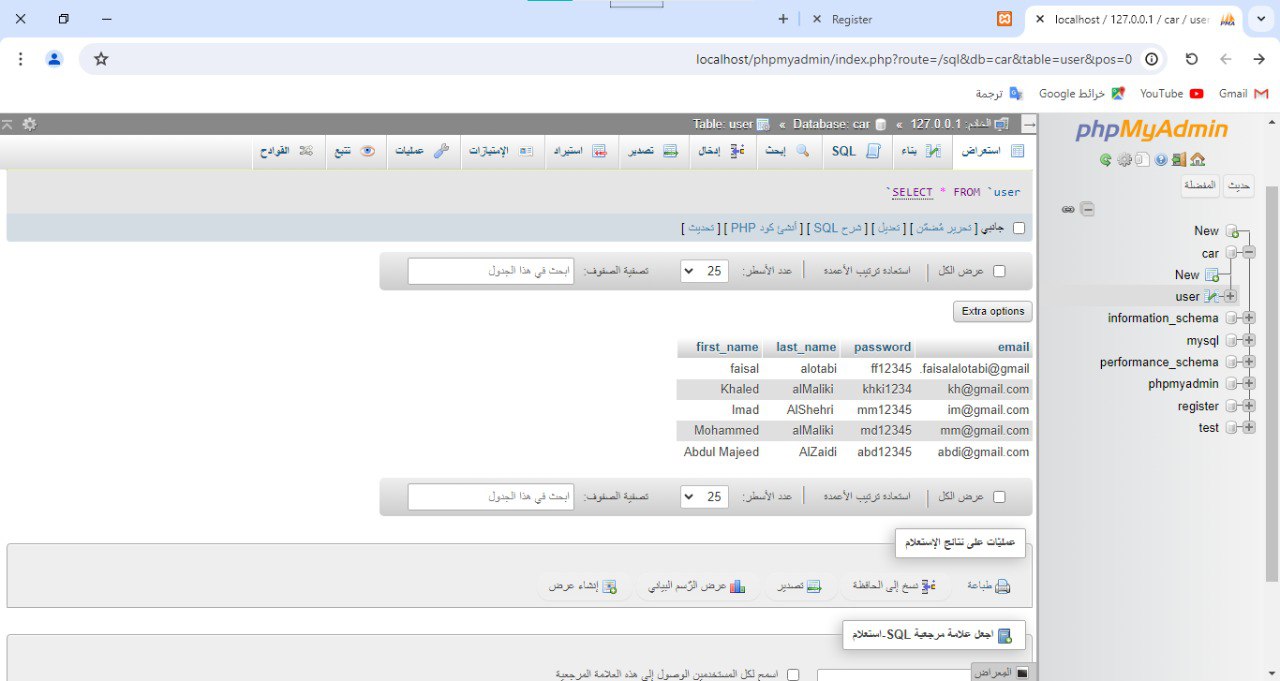 localhost / 127.0.0.1 / car / user
Register
localhost/phpmyadmin/index.php?route=/sql&db=car&table=user&pos=0
Gmail
YouTube
خرائط Google
ترجمة
phpMyAdmin
حديث
المفضلة
New
car
New
user
information_schema
mysql
performance_schema
phpmyadmin
register
test
الخادم: 127.0.0.1 » Database: car » Table: user
استعراض
بناء
SQL
إبحث
إدخال
تصدير
استيراد
الإمتيازات
عمليات
تتبع
القوادح
`SELECT * FROM `user
جانبي [ تحرير مُضمّن ] [ تعديل ] [ شرح SQL ] [ أنشئ كود PHP ] [ تحديث ]
عرض الكل استعادة ترتيب الأعمدة عدد الأسطر: 25 تصفية الصفوف: ابحث في هذا الجدول
Extra options
first_name last_name password email
faisal alotabi ff12345 .faisalalotabi@gmail
Khaled alMaliki khki1234 kh@gmail.com
Imad AlShehri mm12345 im@gmail.com
Mohammed alMaliki md12345 mm@gmail.com
Abdul Majeed AlZaidi abd12345 abdi@gmail.com
عرض الكل استعادة ترتيب الأعمدة عدد الأسطر: 25 تصفية الصفوف: ابحث في هذا الجدول
عمليّات على نتائج الإستعلام
طباعة نسخ إلى الحافظة تصدير عرض الرّسم البياني إنشاء عرض
اجعل علامة مرجعية SQL-استعلام
المِعراض
اسمح لكل المستخدمين الوصول إلى هذه العلامة المرجعية